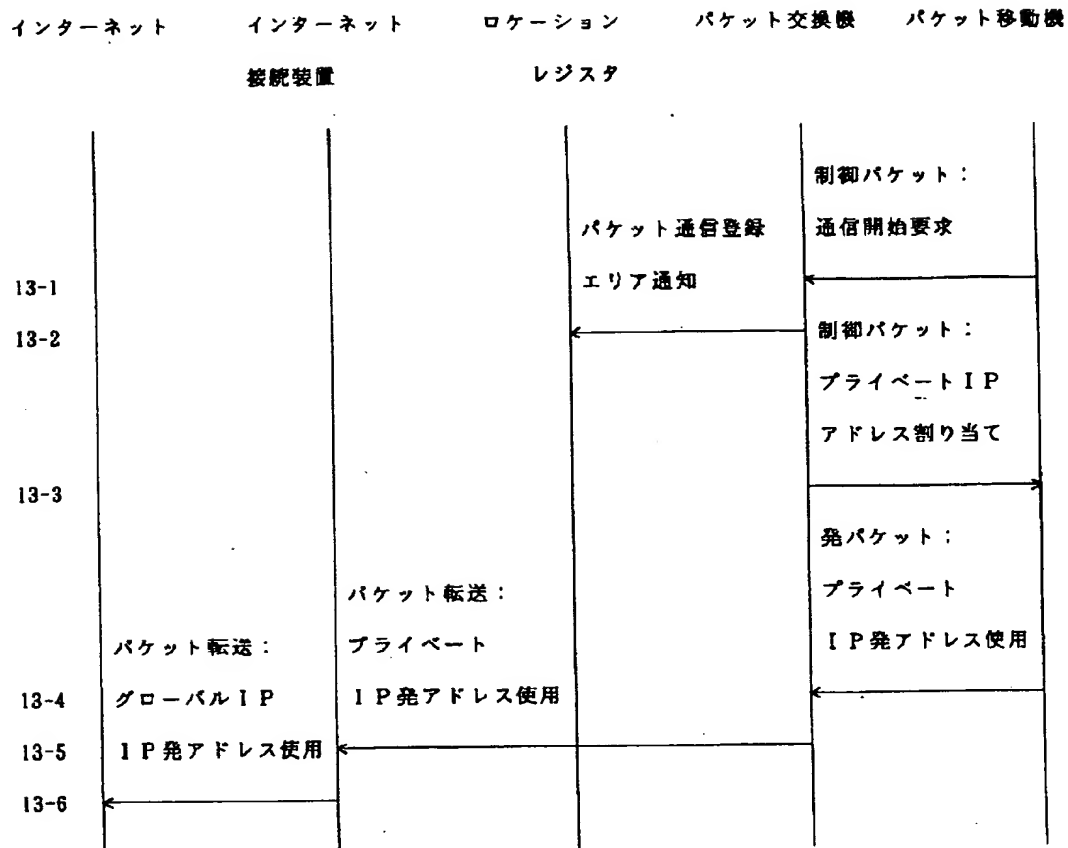 インターネット
インターネット
接続装置
ロケーション
レジスタ
パケット交換機
パケット移動機
制御パケット:
通信開始要求
パケット通信登録
エリア通知
13-1
13-2
制御パケット:
プライベートIP
アドレス割り当て
13-3
発パケット:
プライベート
IP発アドレス使用
パケット転送:
プライベート
IP発アドレス使用
パケット転送:
グローバルIP
IP発アドレス使用
13-4
13-5
13-6